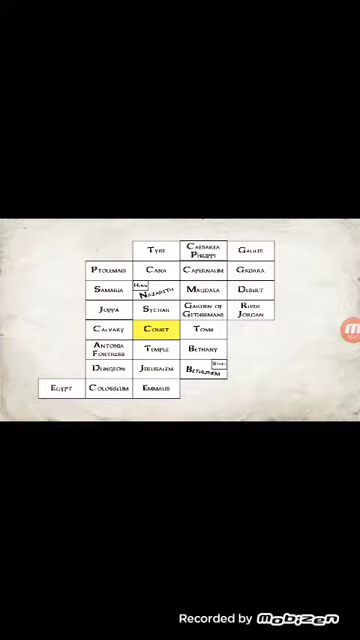 Tyre Caesarea Philippi Galilee
Ptolemais Cana Capernaum Gadara
Samaria Nazareth Magdala Desert
Joppa Sychar Garden of Gethsemane River Jordan
Calvary Court Tomb
Antonia Fortress Temple Bethany
Dungeon Jerusalem Bethlehem
Egypt Colosseum Emmaus
Recorded by mobizen